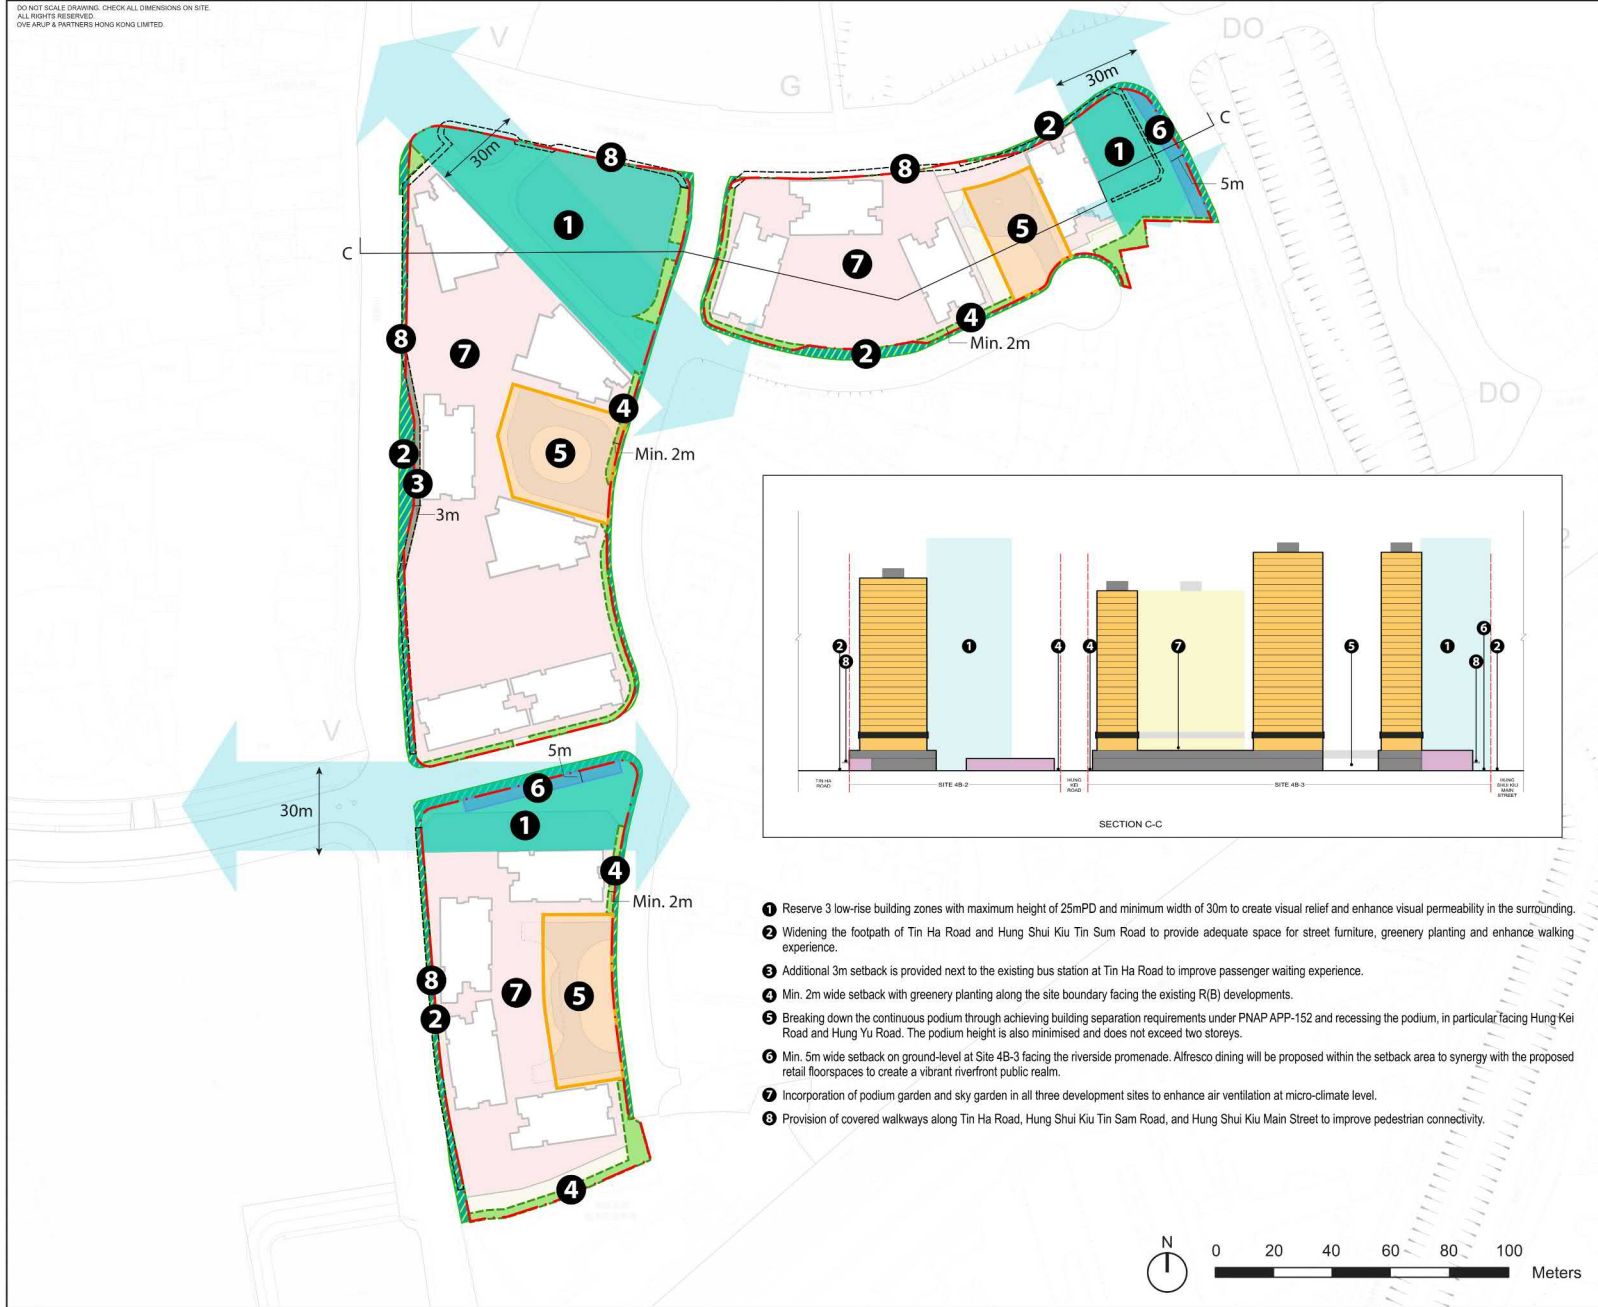 DO NOT SCALE DRAWING. CHECK ALL DIMENSIONS ON SITE.
ALL RIGHTS RESERVED.
OVE ARUP & PARTNERS HONG KONG LIMITED.
V
G
DO
30m
C
2
6
1
8
30m
8
5m
1
5
C
7
4
Min. 2m
2
8
7
DO
4
5
Min. 2m
2
3
3m
2
V
5m
6
30m
1
4
Min. 2m
8
7
5
2
4
2
8
1
4
4
7
5
1
6
8
2
TIN HA
ROAD
SITE 4B-2
HUNG
KEI
ROAD
SITE 4B-3
HUNG
SHUI KIU
MAIN
STREET
SECTION C-C
1 Reserve 3 low-rise building zones with maximum height of 25mPD and minimum width of 30m to create visual relief and enhance visual permeability in the surrounding.
2 Widening the footpath of Tin Ha Road and Hung Shui Kiu Tin Sum Road to provide adequate space for street furniture, greenery planting and enhance walking
experience.
3 Additional 3m setback is provided next to the existing bus station at Tin Ha Road to improve passenger waiting experience.
4 Min. 2m wide setback with greenery planting along the site boundary facing the existing R(B) developments.
5 Breaking down the continuous podium through achieving building separation requirements under PNAP APP-152 and recessing the podium, in particular facing Hung Kei
Road and Hung Yu Road. The podium height is also minimised and does not exceed two storeys.
6 Min. 5m wide setback on ground-level at Site 4B-3 facing the riverside promenade. Alfresco dining will be proposed within the setback area to synergy with the proposed
retail floorspaces to create a vibrant riverfront public realm.
7 Incorporation of podium garden and sky garden in all three development sites to enhance air ventilation at micro-climate level.
8 Provision of covered walkways along Tin Ha Road, Hung Shui Kiu Tin Sam Road, and Hung Shui Kiu Main Street to improve pedestrian connectivity.
N
0 20 40 60 80 100
Meters